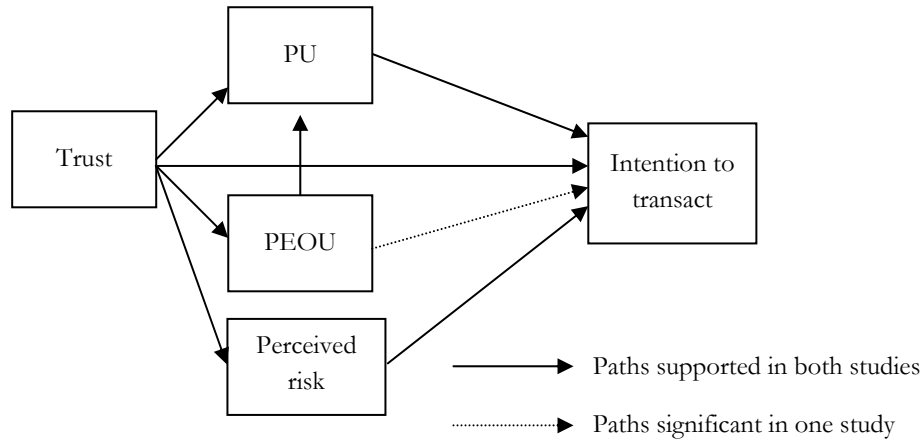 PU
Trust
Intention to
transact
PEOU
Perceived
risk
Paths supported in both studies
Paths significant in one study